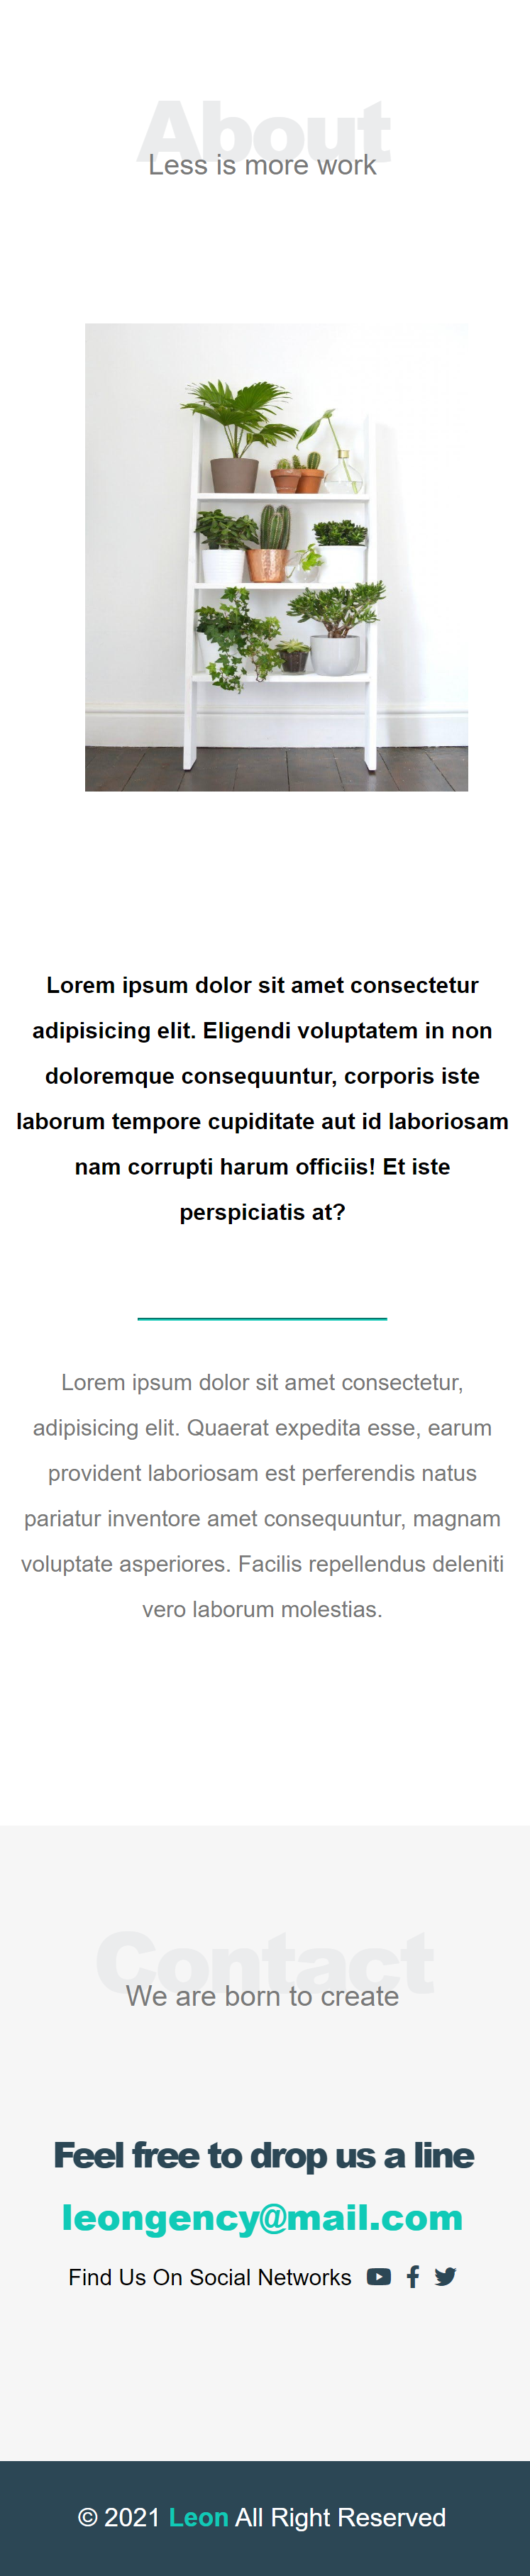 About
Less is more work
Lorem ipsum dolor sit amet consectetur
adipisicing elit. Eligendi voluptatem in non
doloremque consequuntur, corporis iste
laborum tempore cupiditate aut id laboriosam
nam corrupti harum officiis! Et iste
perspiciatis at?
Lorem ipsum dolor sit amet consectetur,
adipisicing elit. Quaerat expedita esse, earum
provident laboriosam est perferendis natus
pariatur inventore amet consequuntur, magnam
voluptate asperiores. Facilis repellendus deleniti
vero laborum molestias.
Contact
We are born to create
Feel free to drop us a line
leongency@mail.com
Find Us On Social Networks
© 2021 Leon All Right Reserved